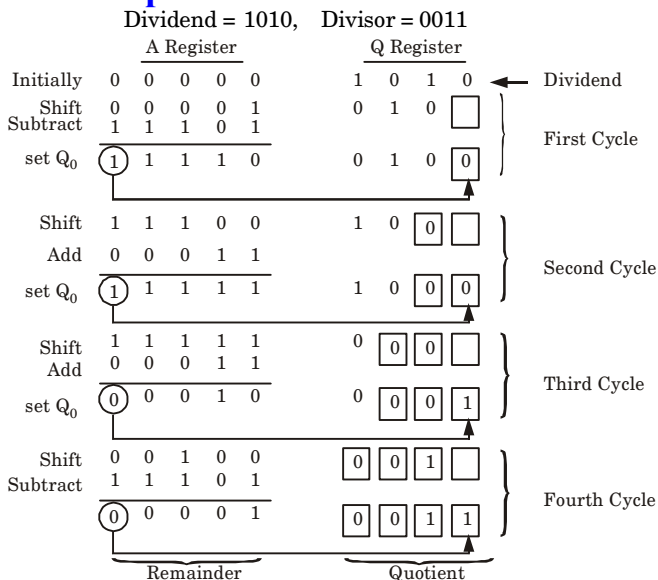 Dividend = 1010, Divisor = 0011
A Register Q Register
Initially 0 0 0 0 0 1 0 1 0 Dividend
Shift 0 0 0 0 1 0 1 0
Subtract 1 1 1 0 1
First Cycle
set Q0 1 1 1 1 0 0 1 0 0
Shift 1 1 1 0 0 1 0 0
Add 0 0 0 1 1
Second Cycle
set Q0 1 1 1 1 1 1 0 0 0
Shift 1 1 1 1 1 0 0 0
Add 0 0 0 1 1
Third Cycle
set Q0 0 0 0 1 0 0 0 0 1
Shift 0 0 1 0 0 0 0 1
Subtract 1 1 1 0 1
Fourth Cycle
0 0 0 0 1 0 0 1 1
Remainder Quotient